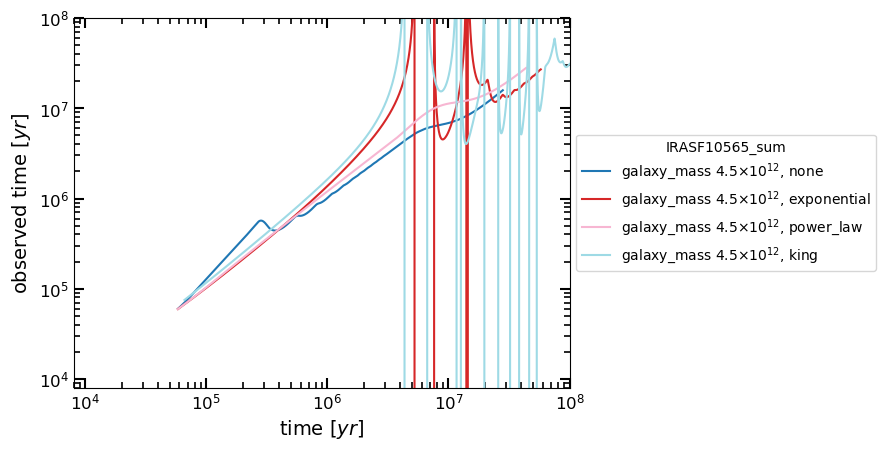 10^8
10^7
10^6
10^5
10^4
observed time [yr]
10^4 10^5 10^6 10^7 10^8
time [yr]
IRASF10565_sum
galaxy_mass 4.5×10^12, none
galaxy_mass 4.5×10^12, exponential
galaxy_mass 4.5×10^12, power_law
galaxy_mass 4.5×10^12, king